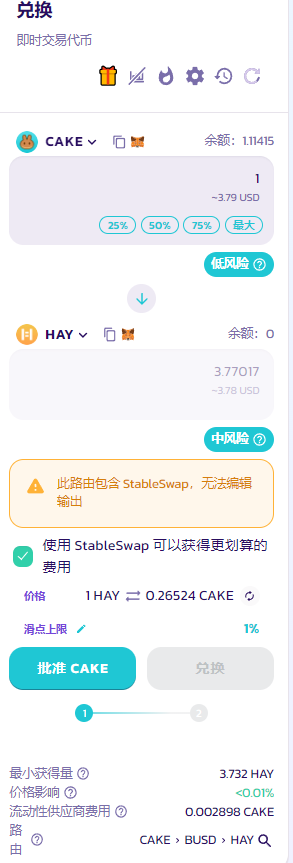 兑换
即时交易代币
CAKE
余额：1.11415
1
~3.79 USD
25% 50% 75% 最大
低风险
HAY
余额：0
3.77017
~3.78 USD
中风险
此路由包含 StableSwap，无法编辑
输出
使用 StableSwap 可以获得更划算的
费用
价格 1 HAY ⇌ 0.26524 CAKE
滑点上限 1%
批准 CAKE 兑换
1 2
最小获得量 3.732 HAY
价格影响 <0.01%
流动性供应商费用 0.002898 CAKE
路
由 CAKE > BUSD > HAY